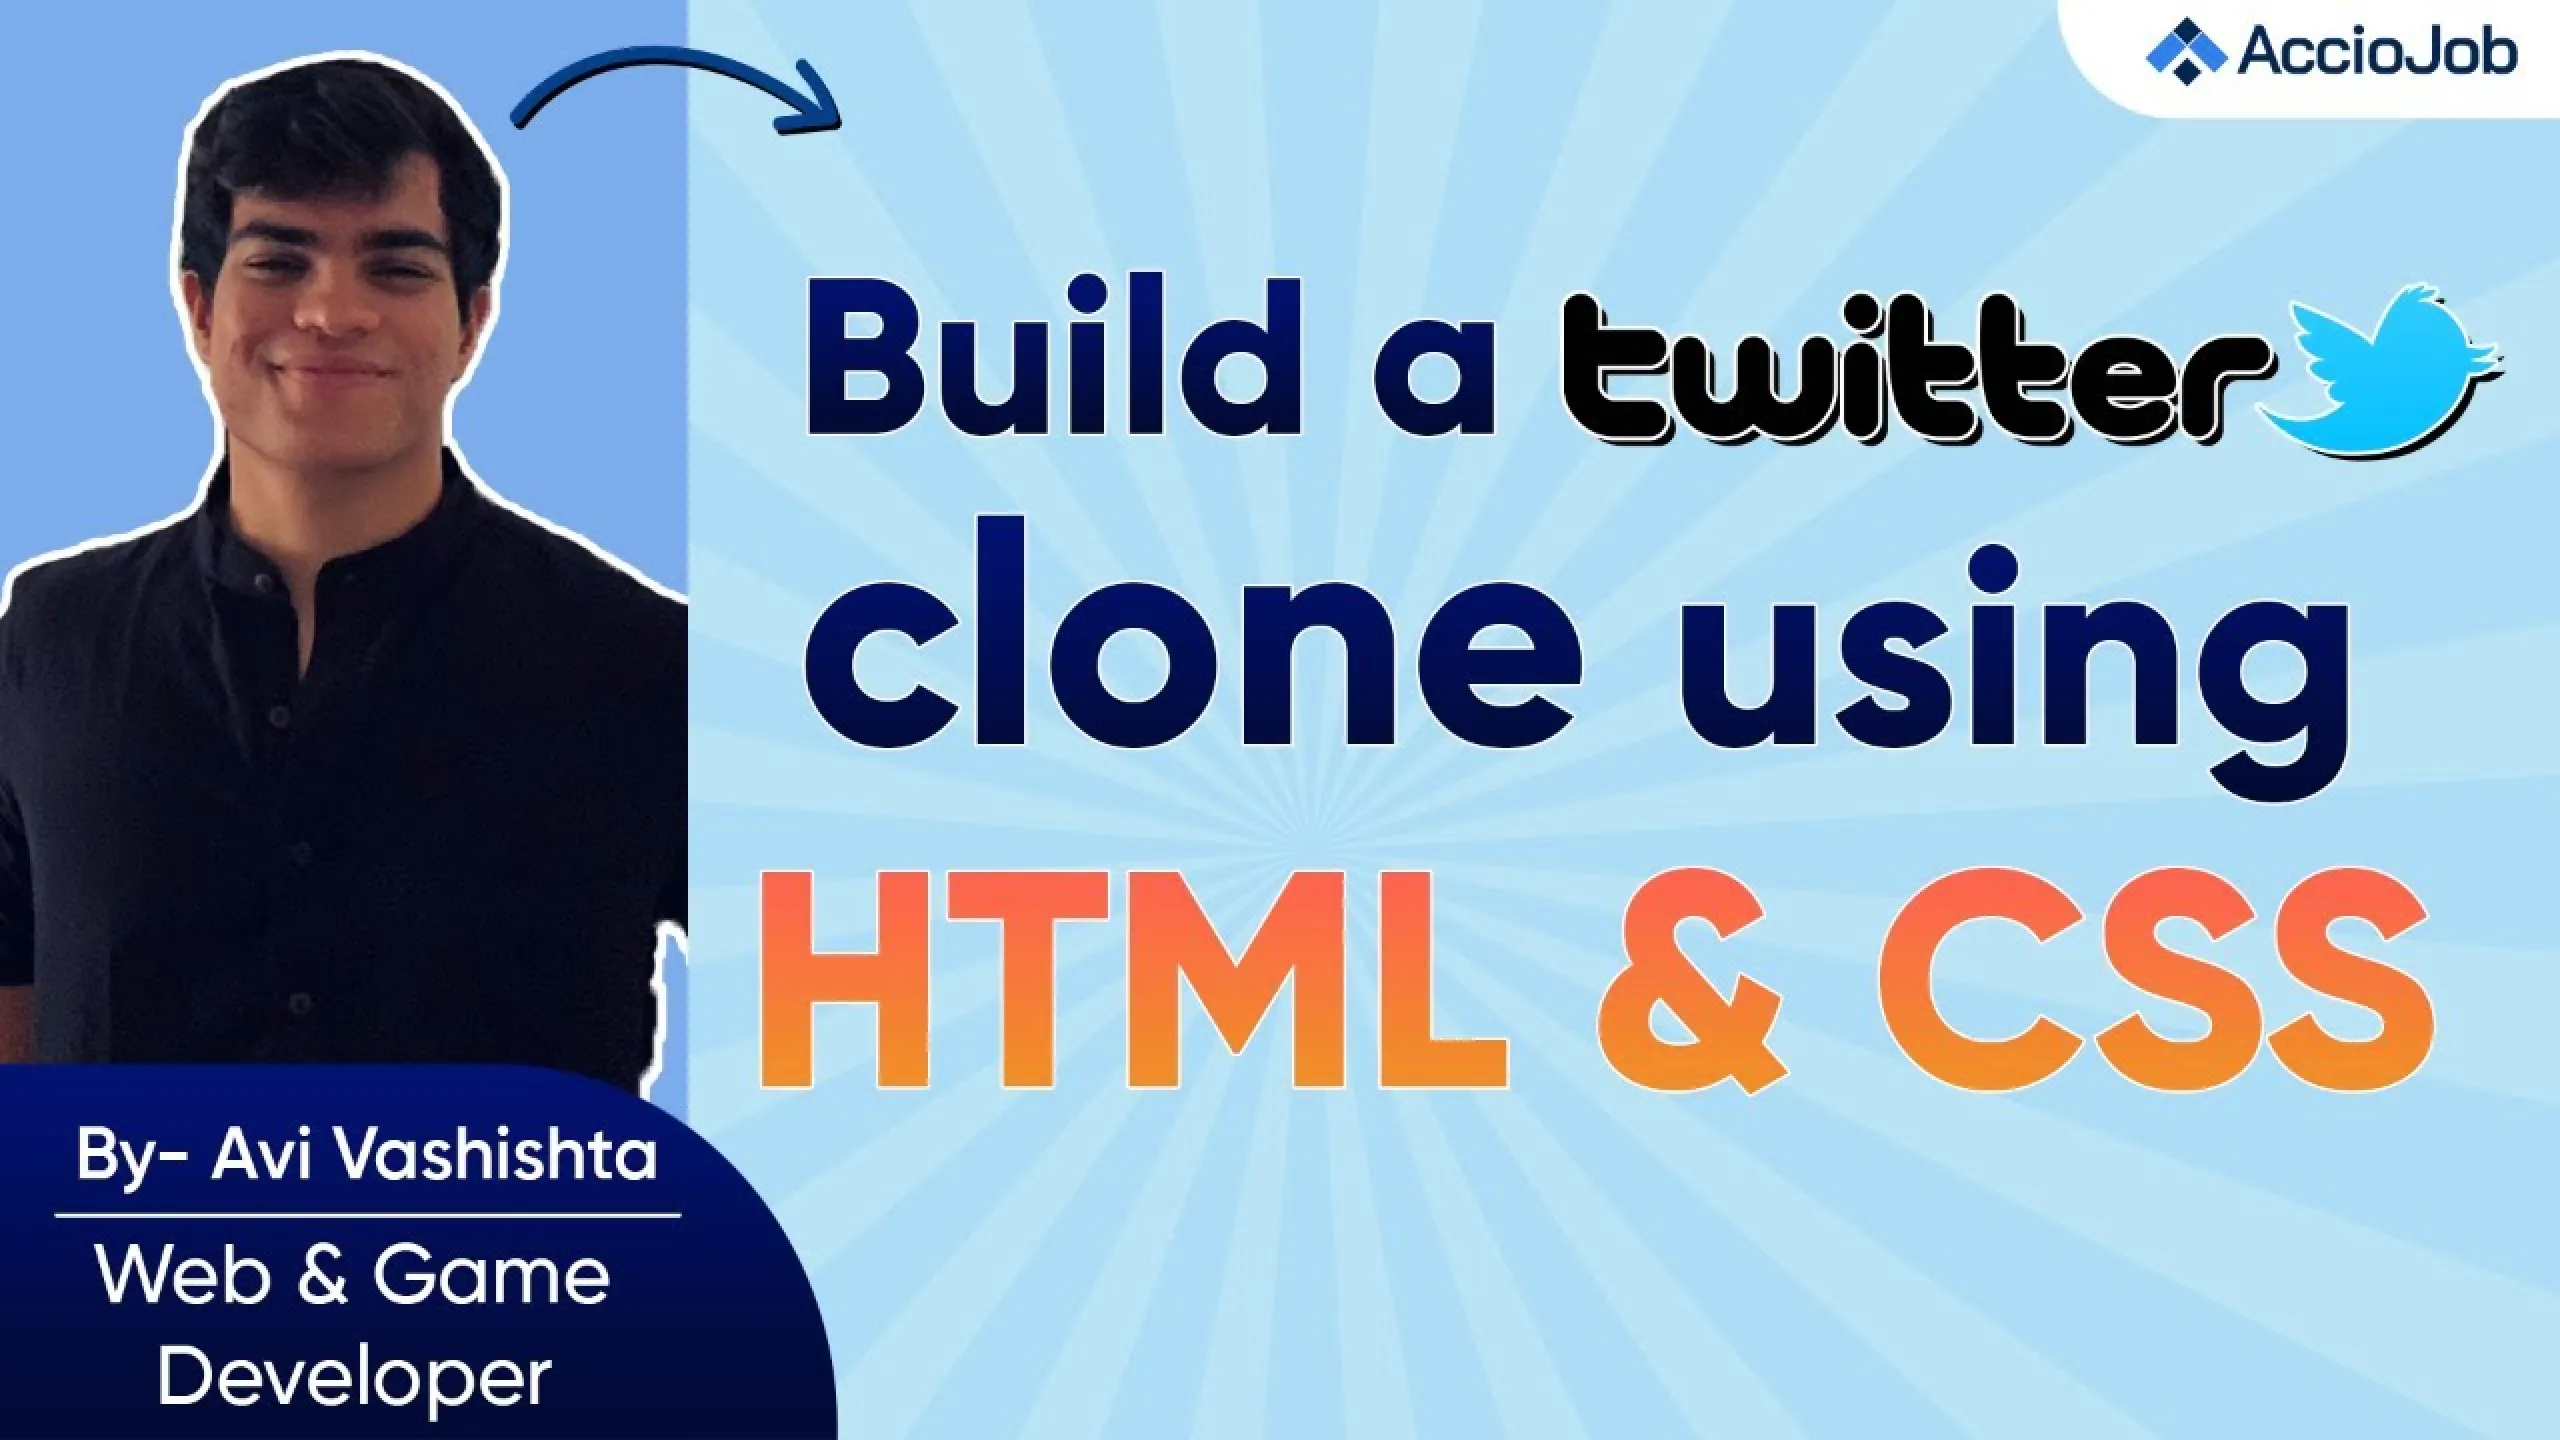 AccioJob
Build a twitter
clone using
HTML & CSS
By- Avi Vashishta
Web & Game
Developer